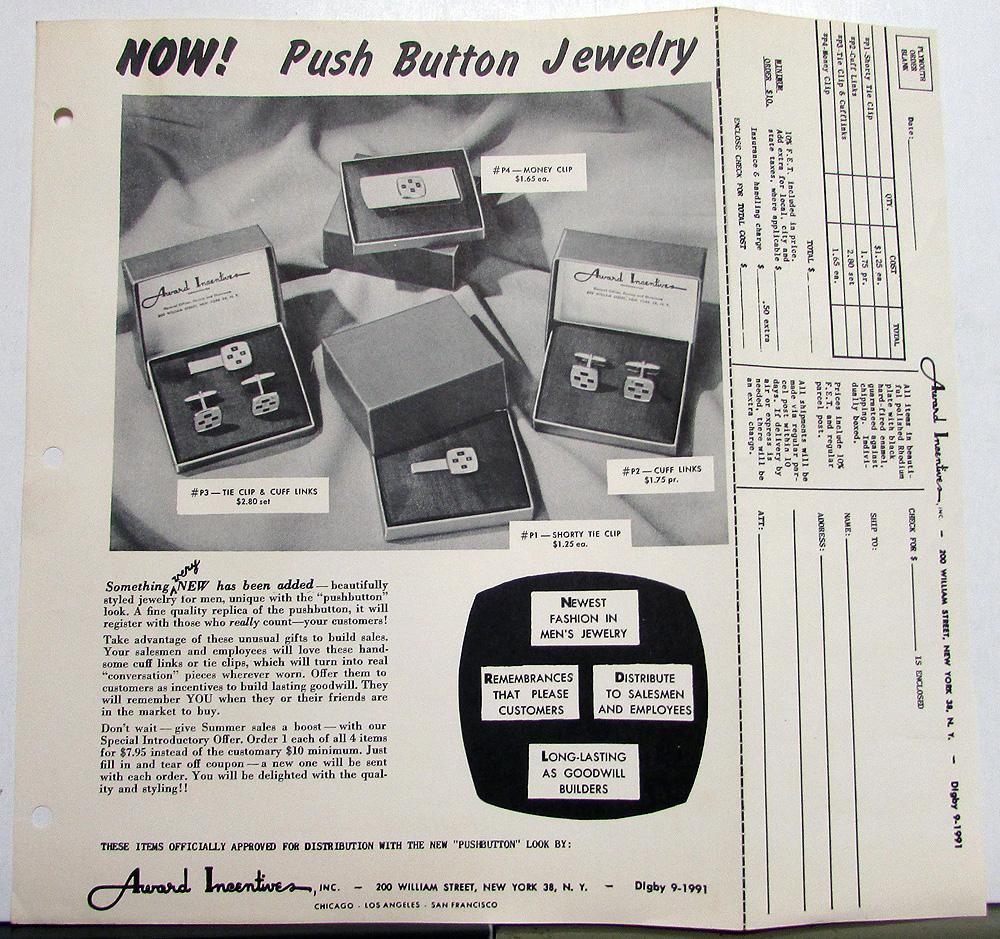 NOW! Push Button Jewelry
#P4 — MONEY CLIP
$1.65 ea.
Award Incentives
200 WILLIAM STREET, NEW YORK 38, N. Y.
Award Incentives
200 WILLIAM STREET, NEW YORK 38, N. Y.
#P2 — CUFF LINKS
$1.75 pr.
#P3 — TIE CLIP & CUFF LINKS
$2.80 set
#P1 — SHORTY TIE CLIP
$1.25 ea.
very
Something NEW has been added — beautifully
styled jewelry for men, unique with the "pushbutton"
look. A fine quality replica of the pushbutton, it will
register with those who really count—your customers!
Take advantage of these unusual gifts to build sales.
Your salesmen and employees will love these hand-
some cuff links or tie clips, which will turn into real
"conversation" pieces wherever worn. Offer them to
customers as incentives to build lasting goodwill. They
will remember YOU when they or their friends are
in the market to buy.
Don't wait — give Summer sales a boost — with our
Special Introductory Offer. Order 1 each of all 4 items
for $7.95 instead of the customary $10 minimum. Just
fill in and tear off coupon — a new one will be sent
with each order. You will be delighted with the qual-
ity and styling!!
NEWEST
FASHION IN
MEN'S JEWELRY
REMEMBRANCES
THAT PLEASE
CUSTOMERS
DISTRIBUTE
TO SALESMEN
AND EMPLOYEES
LONG-LASTING
AS GOODWILL
BUILDERS
THESE ITEMS OFFICIALLY APPROVED FOR DISTRIBUTION WITH THE NEW "PUSHBUTTON" LOOK BY:
Award Incentives, INC. — 200 WILLIAM STREET, NEW YORK 38, N. Y. — DIgby 9-1991
CHICAGO · LOS ANGELES · SAN FRANCISCO
Award Incentives, INC. — 200 WILLIAM STREET, NEW YORK 38, N. Y. — DIgby 9-1991
PLYMOUTH
ORDER
BLANK
Date:
QTY. COST TOTAL
#P1-Shorty Tie Clip $1.25 ea.
#P2-Cuff Links 1.75 pr.
#P3-Tie Clip & Cufflinks 2.80 set
#P4-Money Clip 1.65 ea.
TOTAL $
MINIMUM
ORDER $10.
10% F.E.T. included in price.
Add extra for local, city and
state taxes, where applicable $
Insurance & handling charge $ .50 extra
ENCLOSE CHECK FOR TOTAL COST $
All items in beauti-
ful polished Rhodium
plate with black
hard-fired enamel,
guaranteed against
chipping. Indivi-
dually boxed.
Prices include 10%
F.E.T. and regular
parcel post.
All shipments will be
made via regular par-
cel post within 10
days. If delivery by
air or express is
needed, there will be
an extra charge.
CHECK FOR $ IS ENCLOSED
SHIP TO:
NAME:
ADDRESS:
ATT: